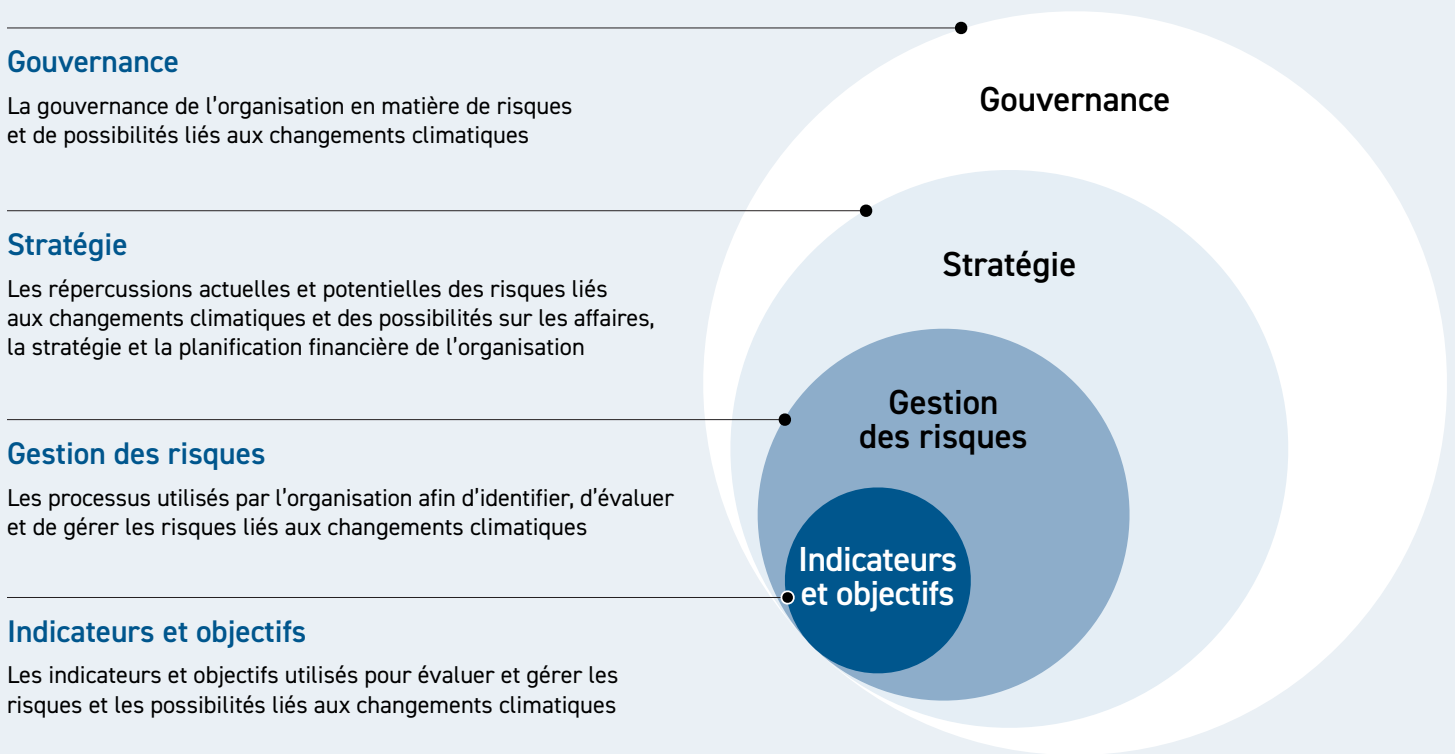 Gouvernance
La gouvernance de l’organisation en matière de risques
et de possibilités liés aux changements climatiques
Stratégie
Les répercussions actuelles et potentielles des risques liés
aux changements climatiques et des possibilités sur les affaires,
la stratégie et la planification financière de l’organisation
Gestion des risques
Les processus utilisés par l’organisation afin d’identifier, d’évaluer
et de gérer les risques liés aux changements climatiques
Indicateurs et objectifs
Les indicateurs et objectifs utilisés pour évaluer et gérer les
risques et les possibilités liés aux changements climatiques
Gouvernance
Stratégie
Gestion
des risques
Indicateurs
et objectifs